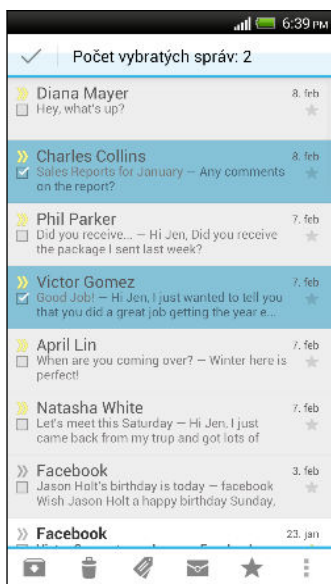 6:39 PM
Počet vybratých správ: 2
Diana Mayer 8. feb
Hey, what's up?
Charles Collins 8. feb
Sales Reports for January – Any comments
on the report?
Phil Parker 7. feb
Did you receive... – Hi Jen, Did you receive
the package I sent last week?
Victor Gomez 7. feb
Good Job! – Hi Jen, I just wanted to tell you
that you did a great job getting the year e...
April Lin 7. feb
When are you coming over? – Winter here is
perfect!
Natasha White 7. feb
Let's meet this Saturday – Hi Jen, I just
came back from my trup and got lots of
Facebook 3. feb
Jason Holt's birthday is today – facebook
Wish Jason Holt a happy birthday Sunday,
Facebook 23. jan